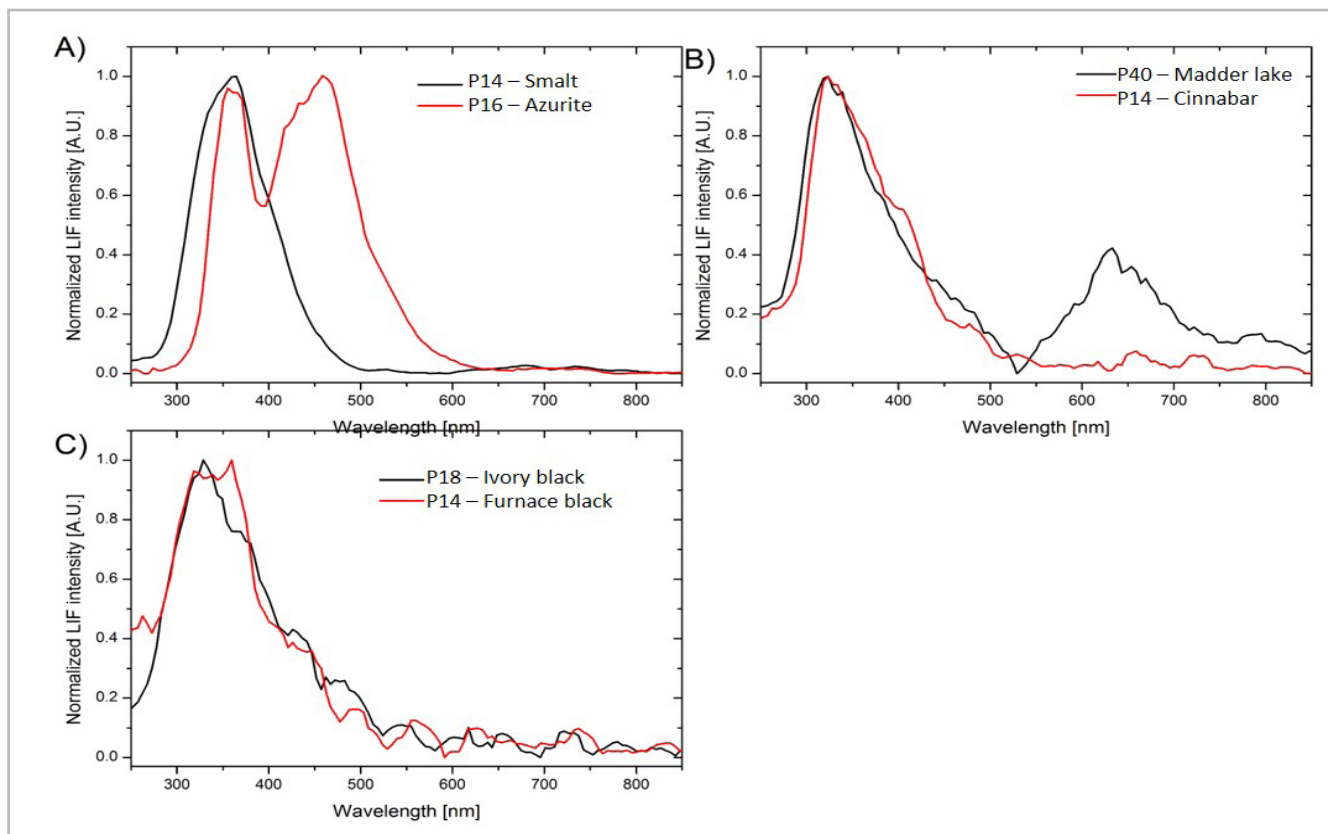 A)
P14 – Smalt
P16 – Azurite
Normalized LIF intensity [A.U.]
1.0
0.8
0.6
0.4
0.2
0.0
300 400 500 600 700 800
Wavelength [nm]
B)
P40 – Madder lake
P14 – Cinnabar
Normalized LIF intensity [A.U.]
1.0
0.8
0.6
0.4
0.2
0.0
300 400 500 600 700 800
Wavelength [nm]
C)
P18 – Ivory black
P14 – Furnace black
Normalized LIF intensity [A.U.]
1.0
0.8
0.6
0.4
0.2
0.0
300 400 500 600 700 800
Wavelength [nm]